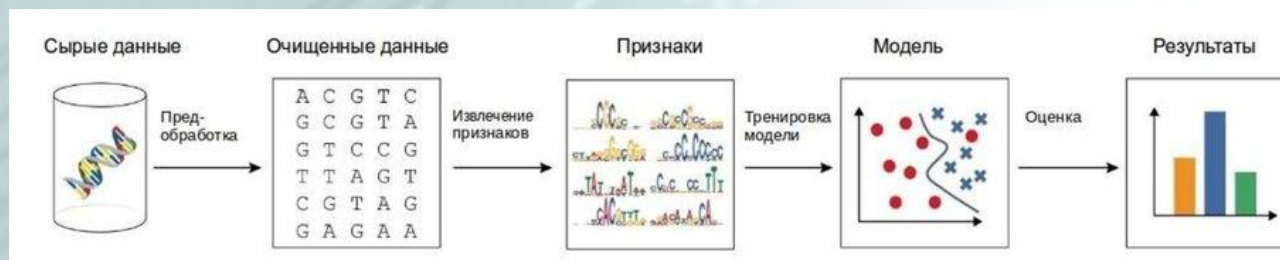 Сырые данные
Очищенные данные
Признаки
Модель
Результаты
Пред-
обработка
A C G T C
G C G T A
G T C C G
T T A G T
C G T A G
G A G A A
Извлечение
признаков
Тренировка
модели
Оценка